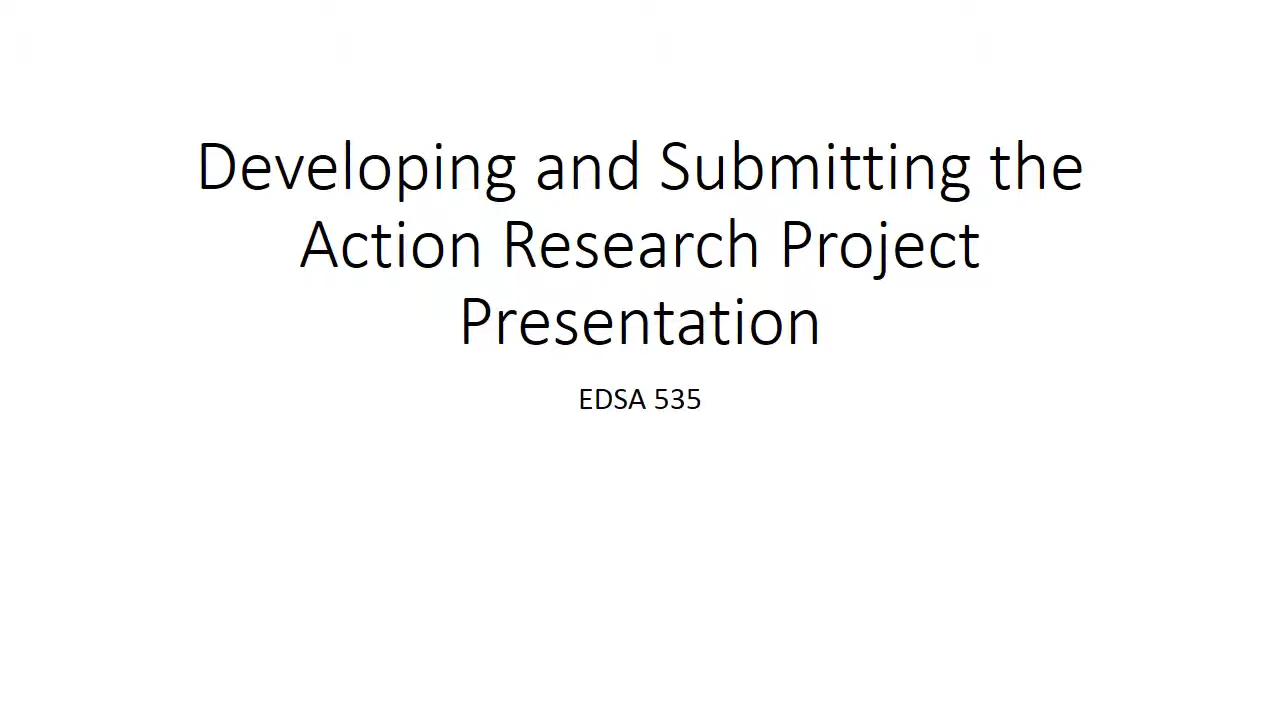 Developing and Submitting the
Action Research Project
Presentation
EDSA 535